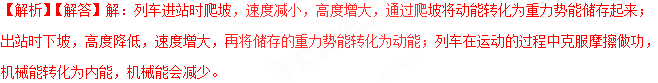 【解析】【解答】解：列车进站时爬坡，速度减小，高度增大，通过爬坡将动能转化为重力势能储存起来；
出站时下坡，高度降低，速度增大，再将储存的重力势能转化为动能；列车在运动的过程中克服摩擦做功，
机械能转化为内能，机械能会减少。